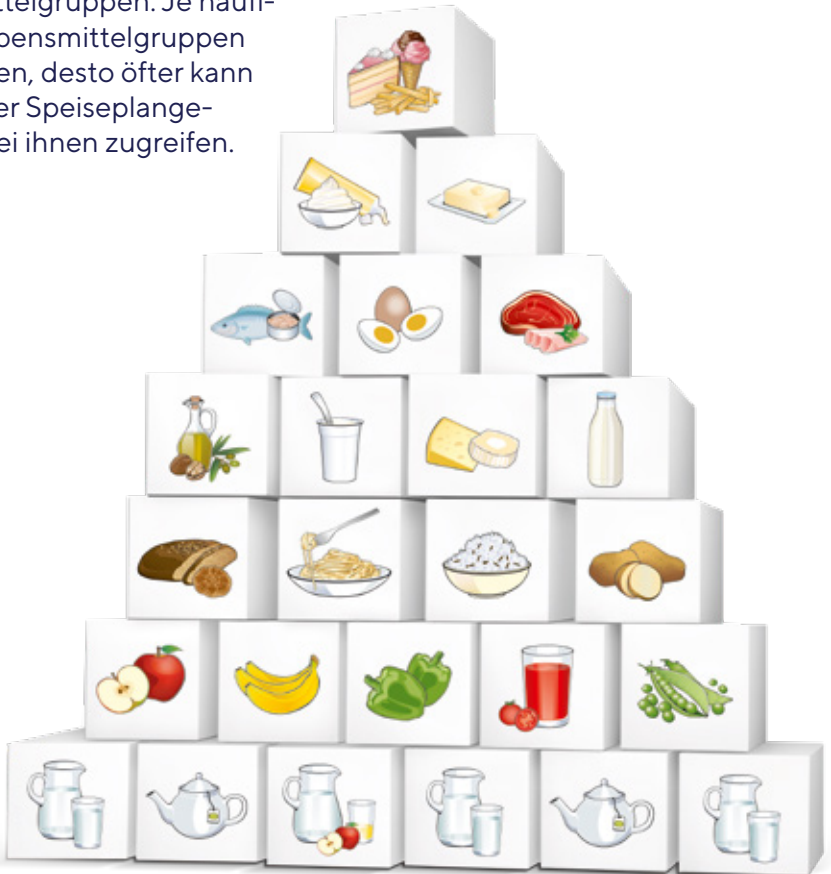 ttelgruppen. Je häufi-
bensmittelgruppen
en, desto öfter kann
er Speiseplange-
ei ihnen zugreifen.